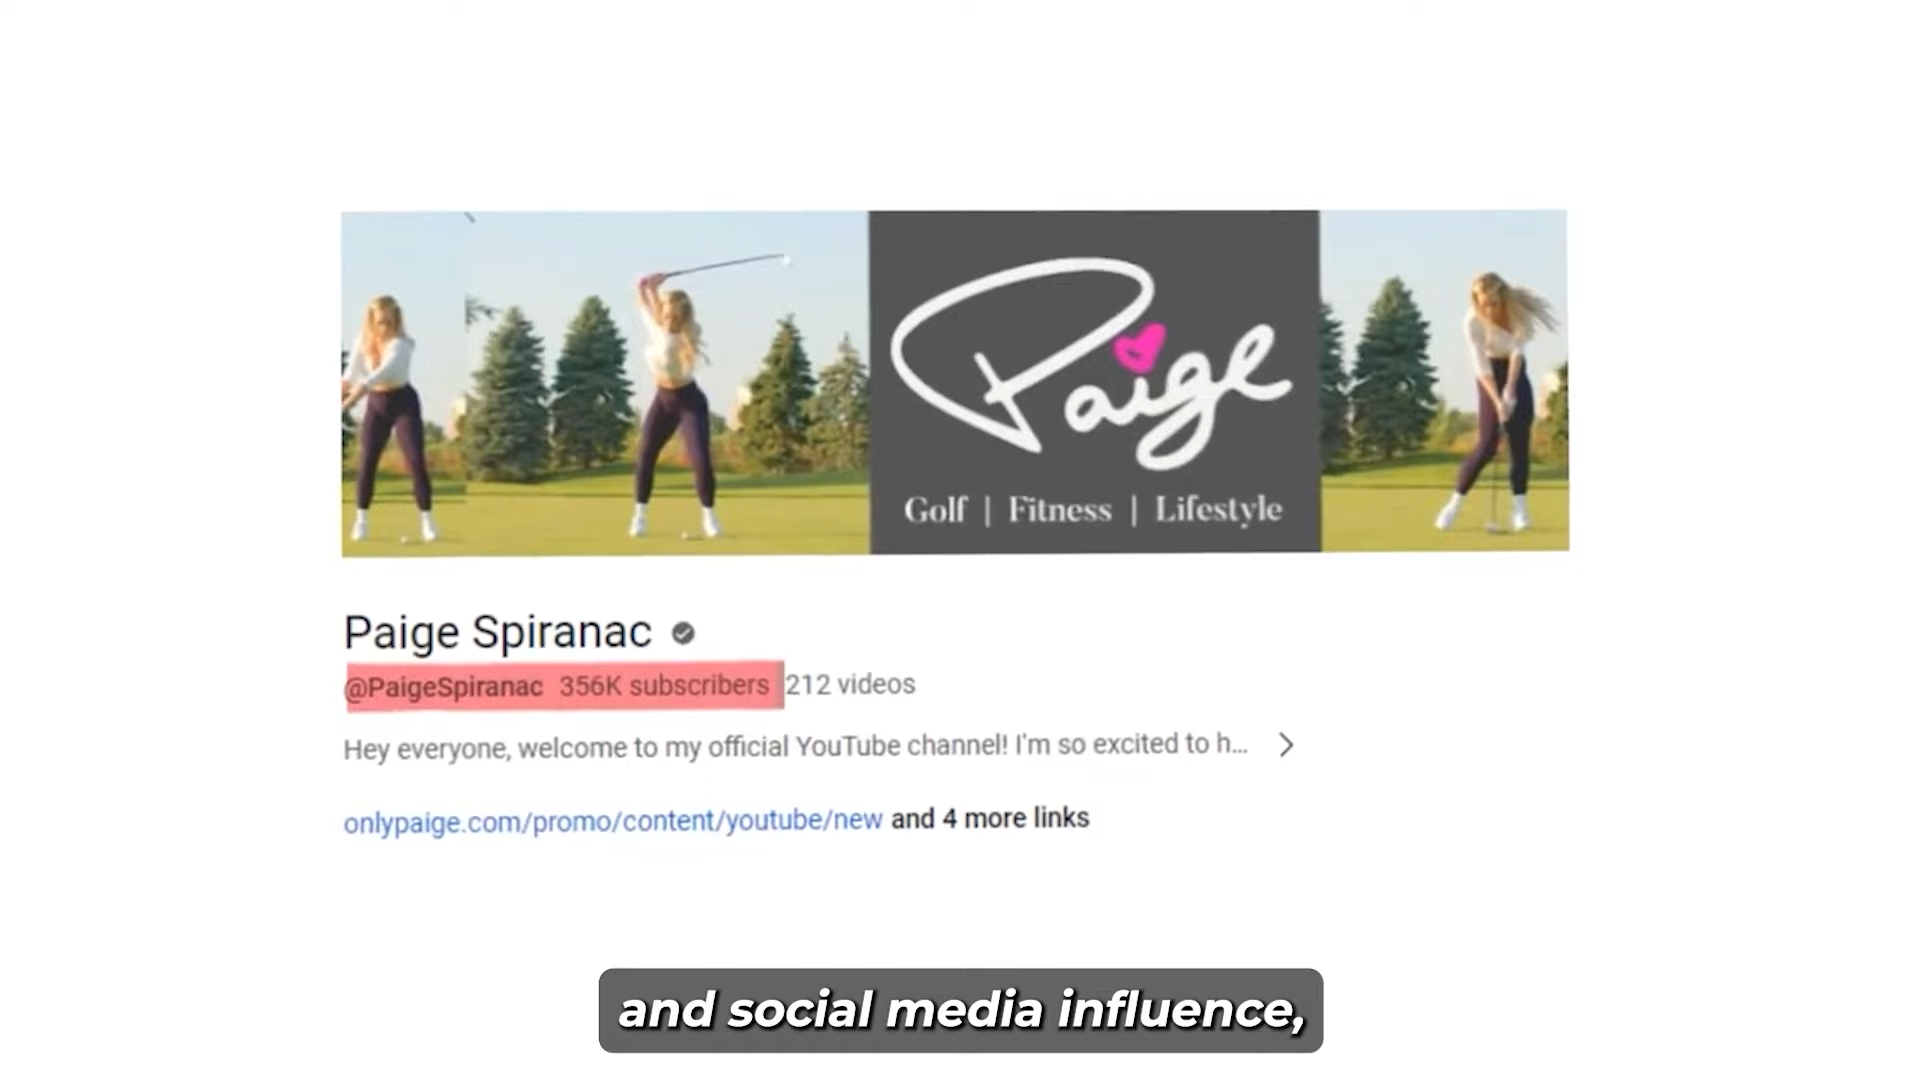 Paige
Golf | Fitness | Lifestyle
Paige Spiranac
@PaigeSpiranac 356K subscribers 212 videos
Hey everyone, welcome to my official YouTube channel! I'm so excited to h...
onlypaige.com/promo/content/youtube/new and 4 more links
and social media influence,